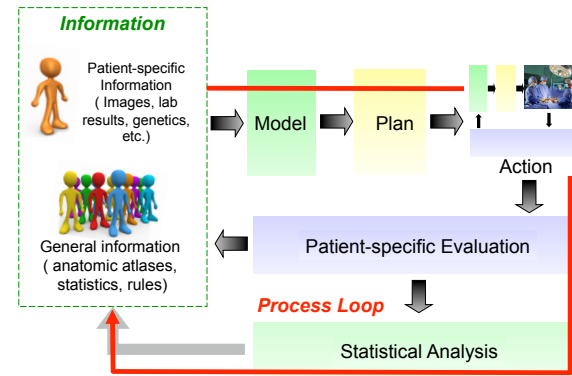 Information
Patient-specific
Information
( Images, lab
results, genetics,
etc.)
Model
Plan
Action
General information
( anatomic atlases,
statistics, rules)
Patient-specific Evaluation
Process Loop
Statistical Analysis